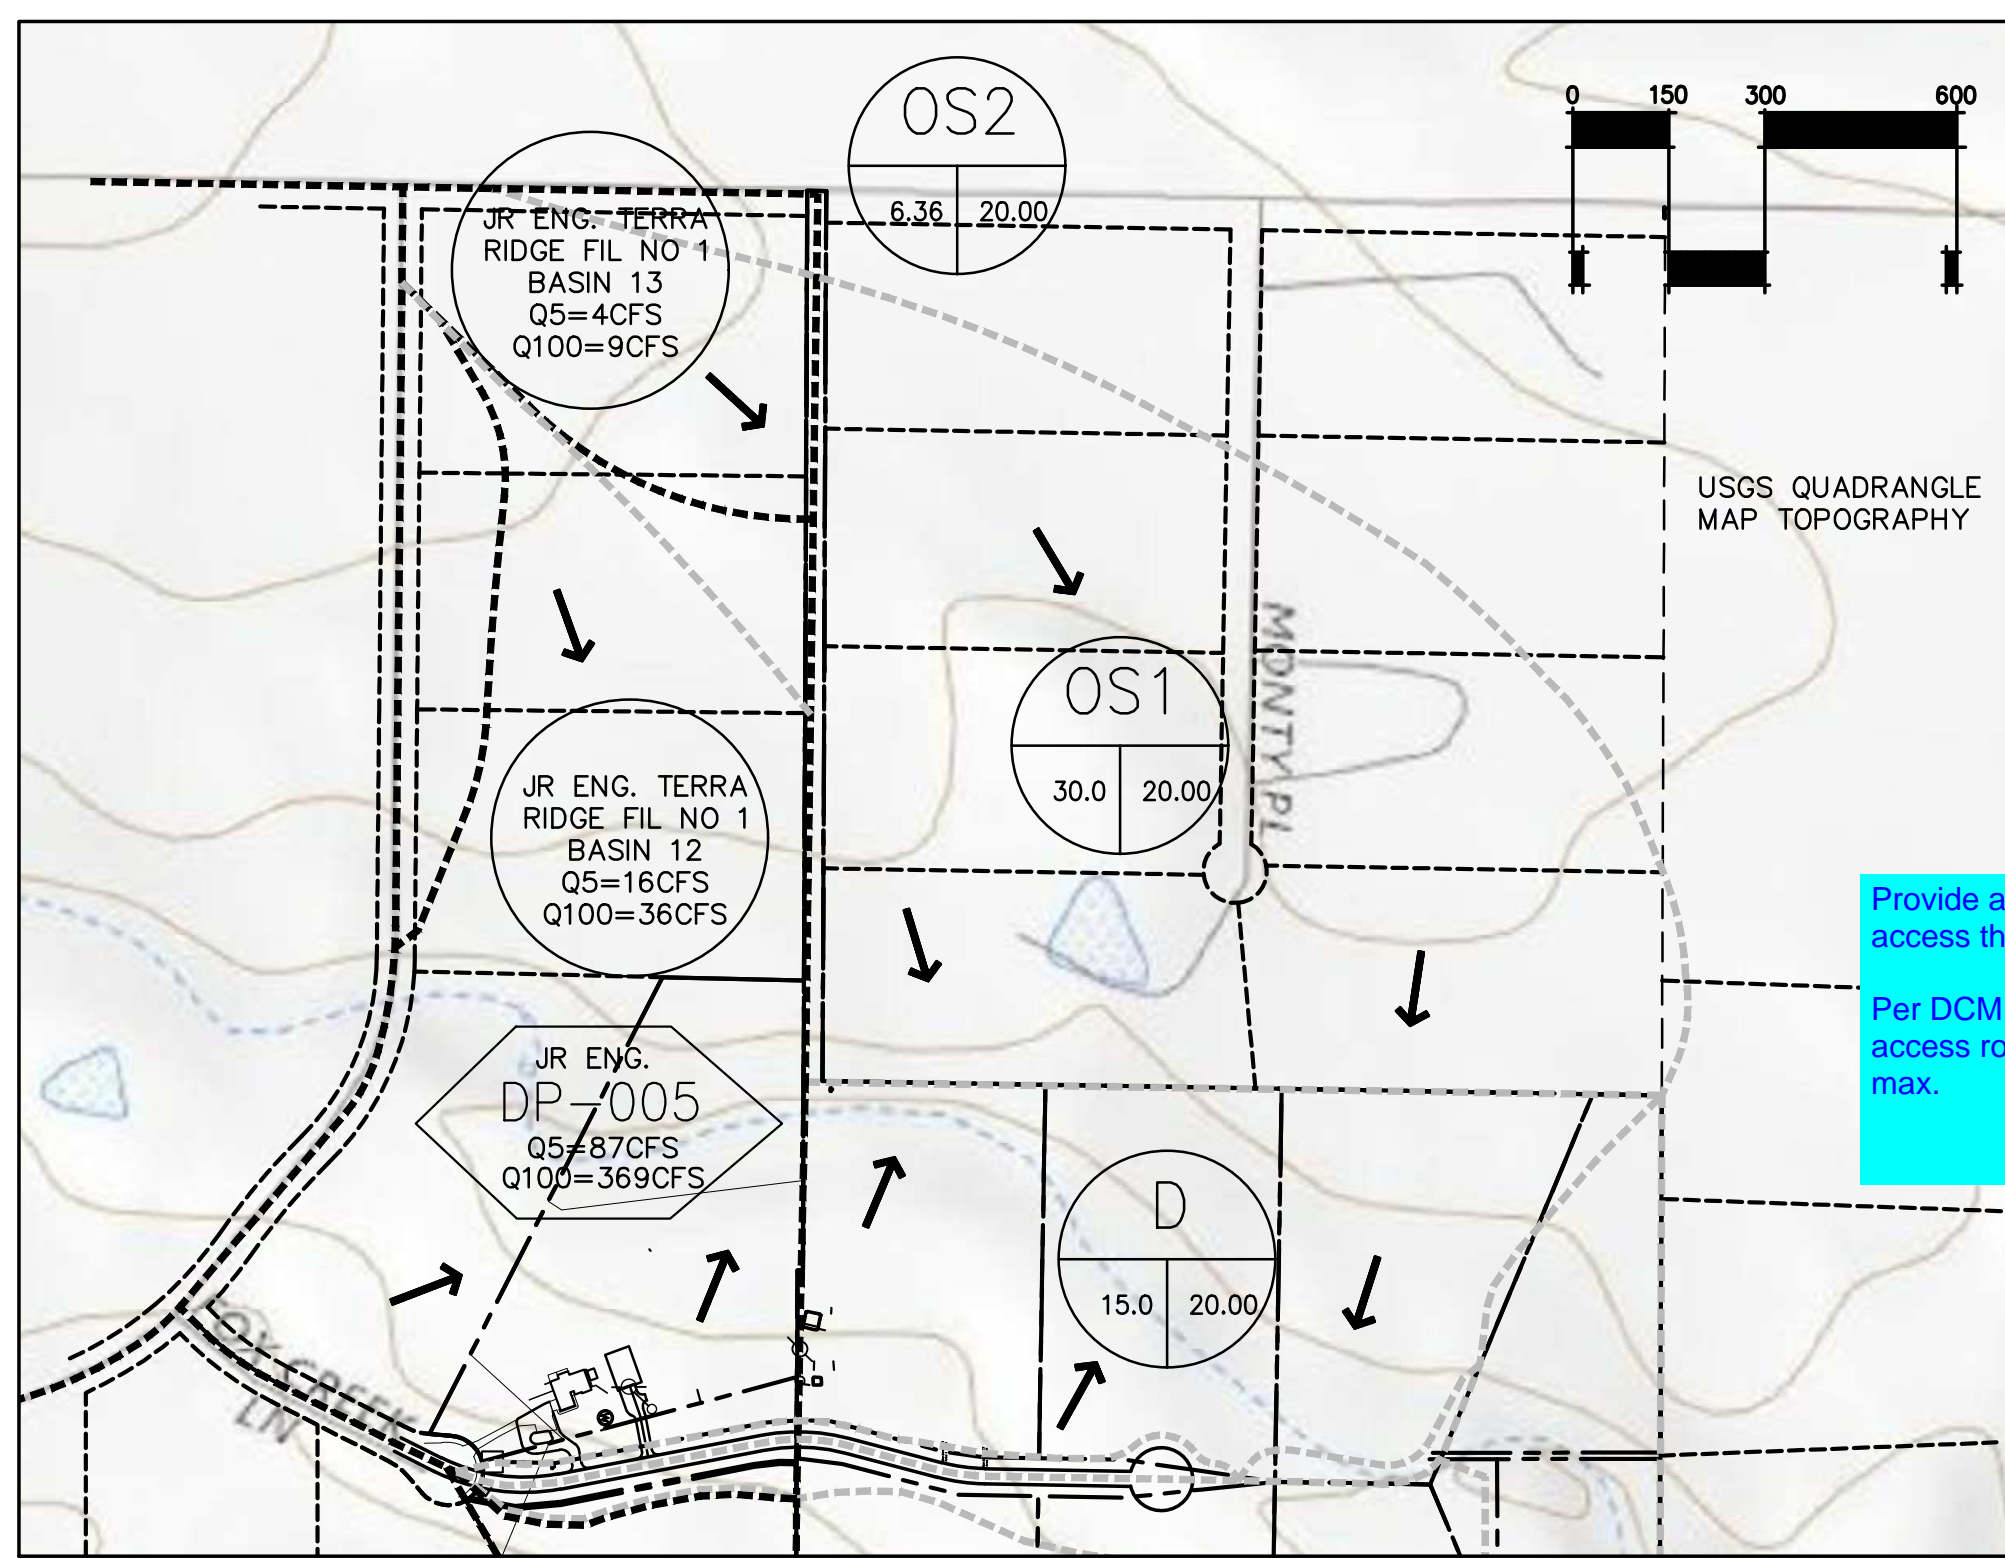 OS2
6.36 20.00
0 150 300 600
JR ENG. TERRA
RIDGE FIL NO 1
BASIN 13
Q5=4CFS
Q100=9CFS
USGS QUADRANGLE
MAP TOPOGRAPHY
MONTY PL
OS1
30.0 20.00
JR ENG. TERRA
RIDGE FIL NO 1
BASIN 12
Q5=16CFS
Q100=36CFS
Provide a
access th
Per DCM
access ro
max.
JR ENG.
DP-005
Q5=87CFS
Q100=369CFS
D
15.0 20.00
CREEK
LN
W